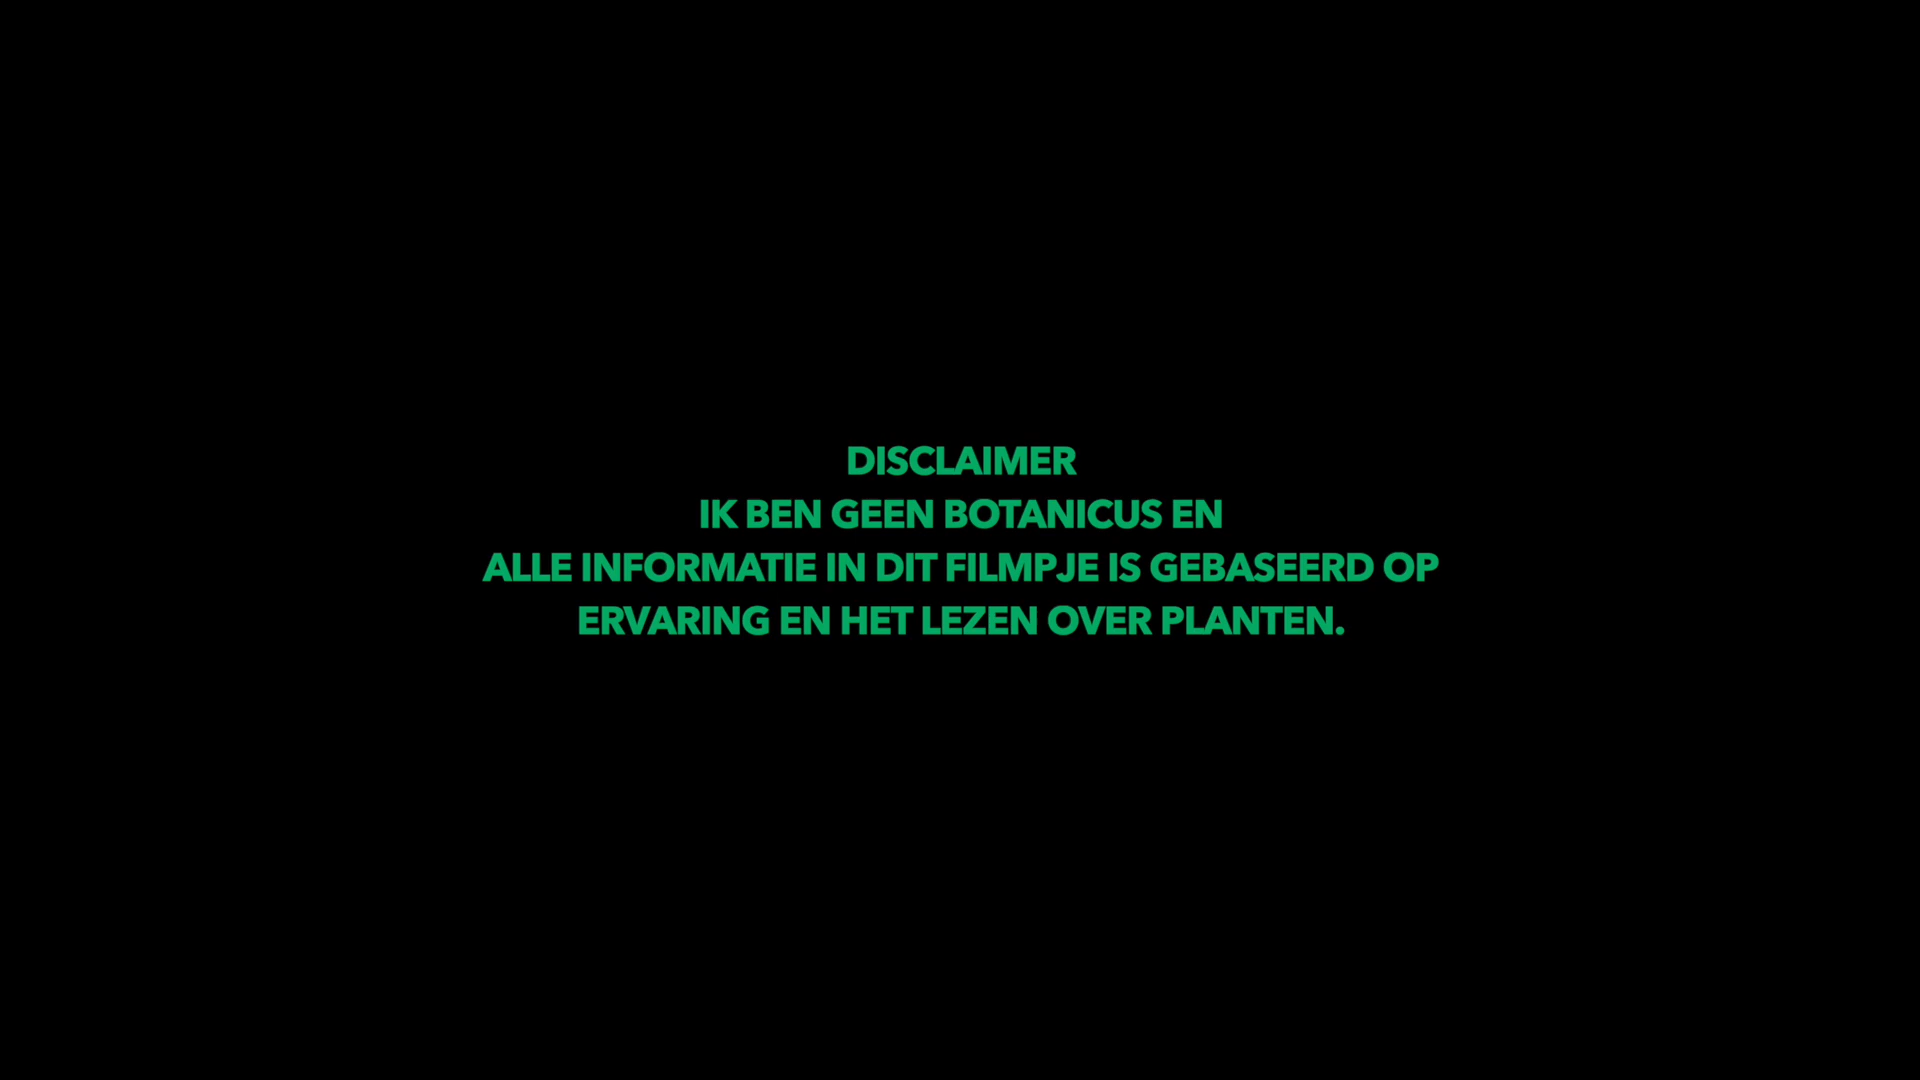 DISCLAIMER
IK BEN GEEN BOTANICUS EN
ALLE INFORMATIE IN DIT FILMPJE IS GEBASEERD OP
ERVARING EN HET LEZEN OVER PLANTEN.